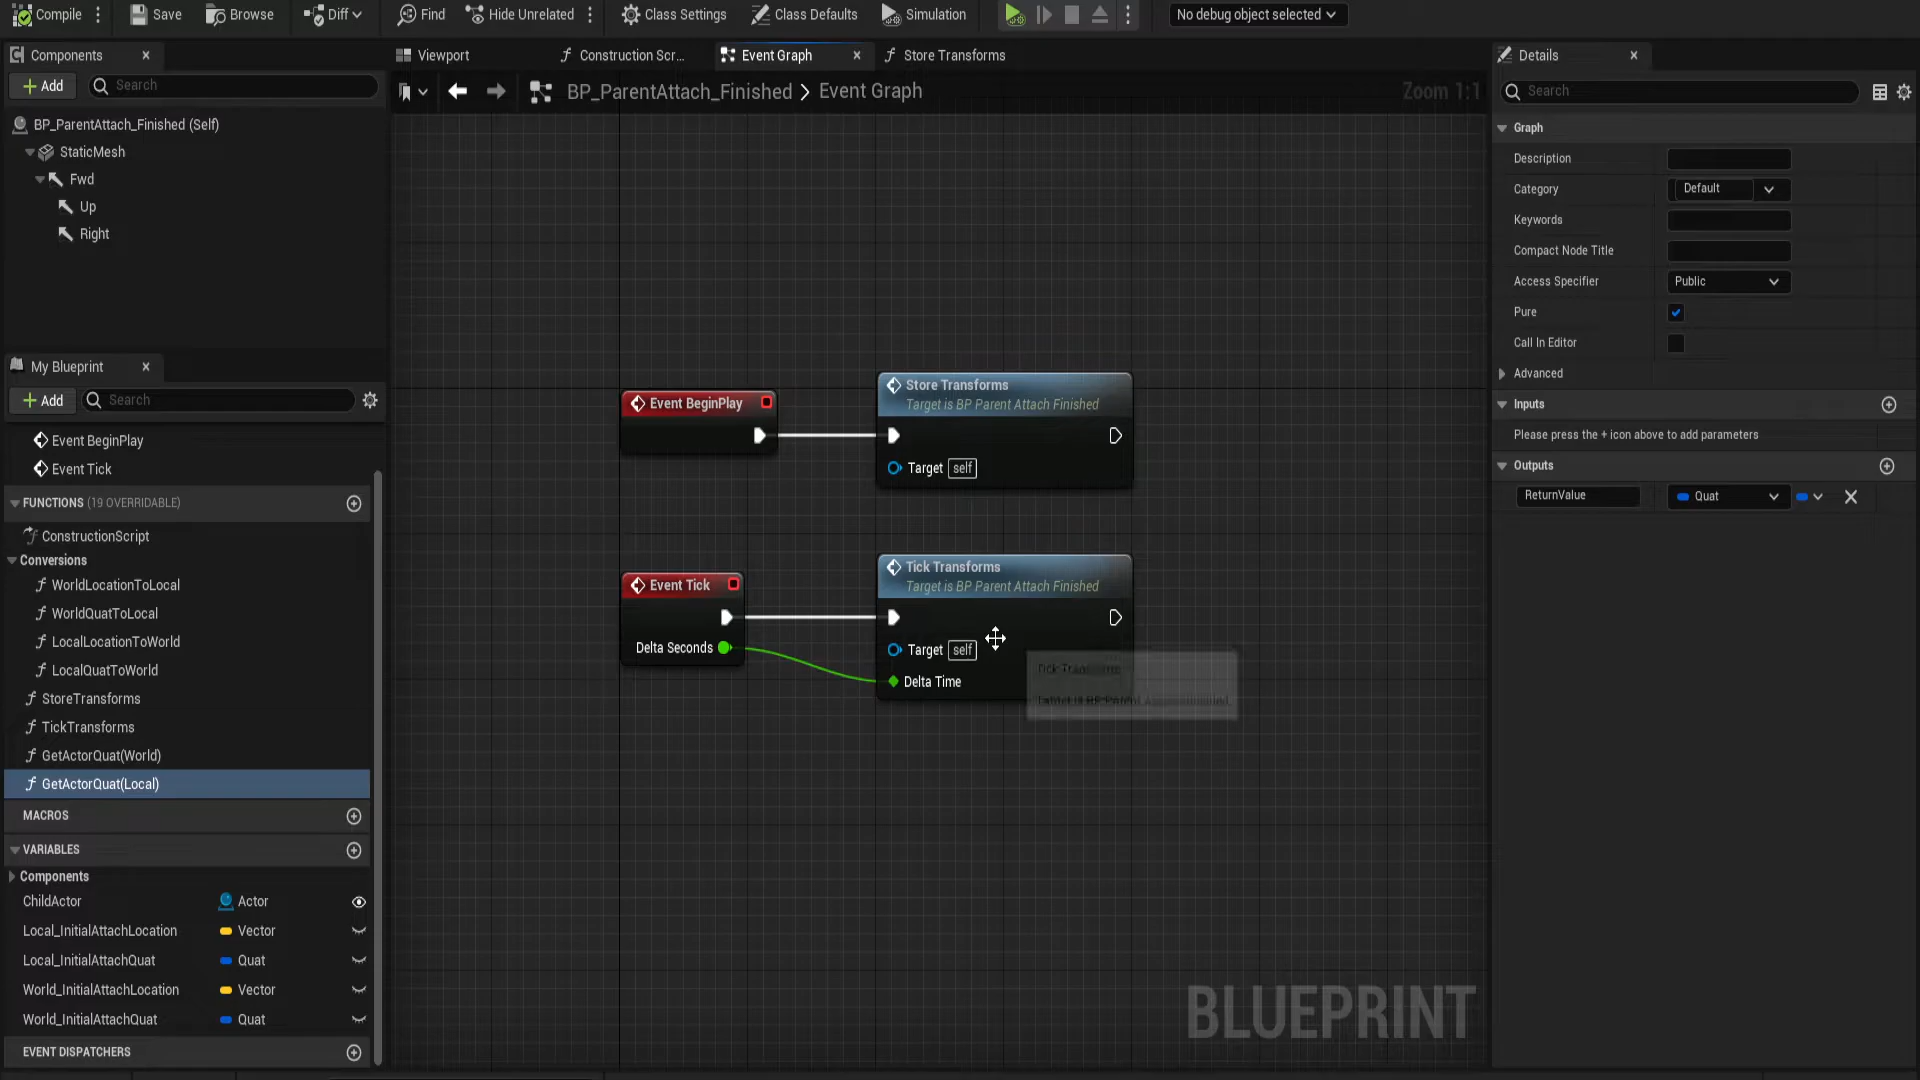 Compile
Save
Browse
Diff
Find
Hide Unrelated
Class Settings
Class Defaults
Simulation
No debug object selected
Components
Add
Search
BP_ParentAttach_Finished (Self)
StaticMesh
Fwd
Up
Right
My Blueprint
Add
Search
Event BeginPlay
Event Tick
FUNCTIONS (19 OVERRIDABLE)
ConstructionScript
Conversions
WorldLocationToLocal
WorldQuatToLocal
LocalLocationToWorld
LocalQuatToWorld
StoreTransforms
TickTransforms
GetActorQuat(World)
GetActorQuat(Local)
MACROS
VARIABLES
Components
ChildActor Actor
Local_InitialAttachLocation Vector
Local_InitialAttachQuat Quat
World_InitialAttachLocation Vector
World_InitialAttachQuat Quat
EVENT DISPATCHERS
Viewport
Construction Scr...
Event Graph
Store Transforms
BP_ParentAttach_Finished > Event Graph
Zoom 1:1
Event BeginPlay
Store Transforms
Target is BP Parent Attach Finished
Target self
Event Tick
Delta Seconds
Tick Transforms
Target is BP Parent Attach Finished
Target self
Delta Time
BLUEPRINT
Details
Search
Graph
Description
Category Default
Keywords
Compact Node Title
Access Specifier Public
Pure
Call In Editor
Advanced
Inputs
Please press the + icon above to add parameters
Outputs
ReturnValue Quat